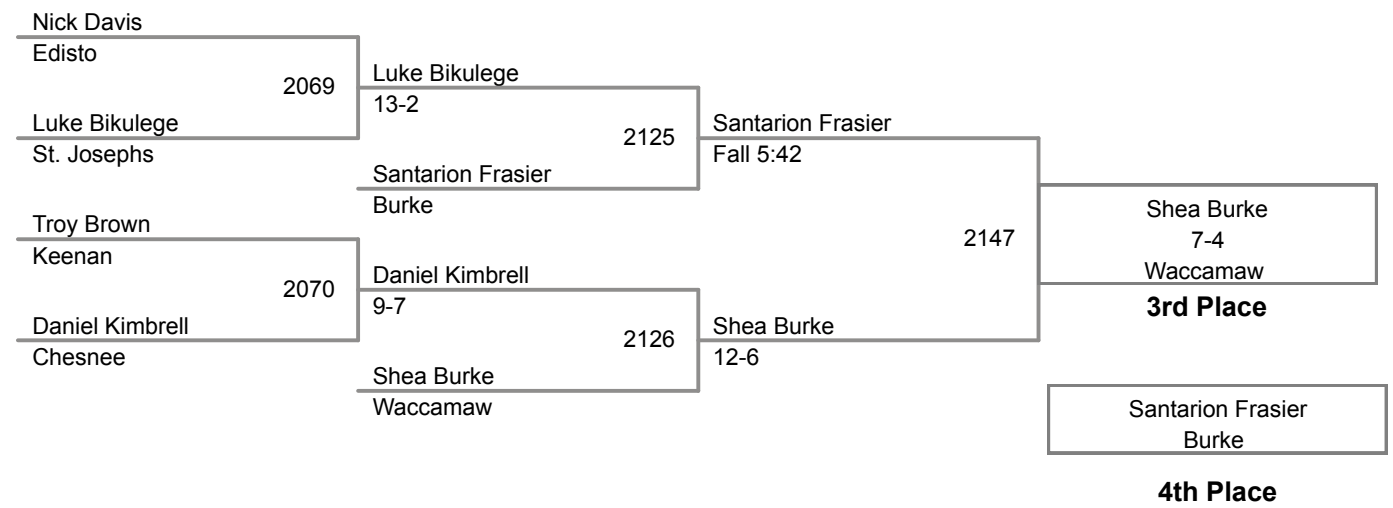 Nick Davis
Edisto
2069
Luke Bikulege
St. Josephs
Luke Bikulege
13-2
2125
Santarion Frasier
Burke
Troy Brown
Keenan
2070
Daniel Kimbrell
Chesnee
Daniel Kimbrell
9-7
2126
Shea Burke
Waccamaw
Santarion Frasier
Fall 5:42
2147
Shea Burke
12-6
Shea Burke
7-4
Waccamaw
3rd Place
Santarion Frasier
Burke
4th Place